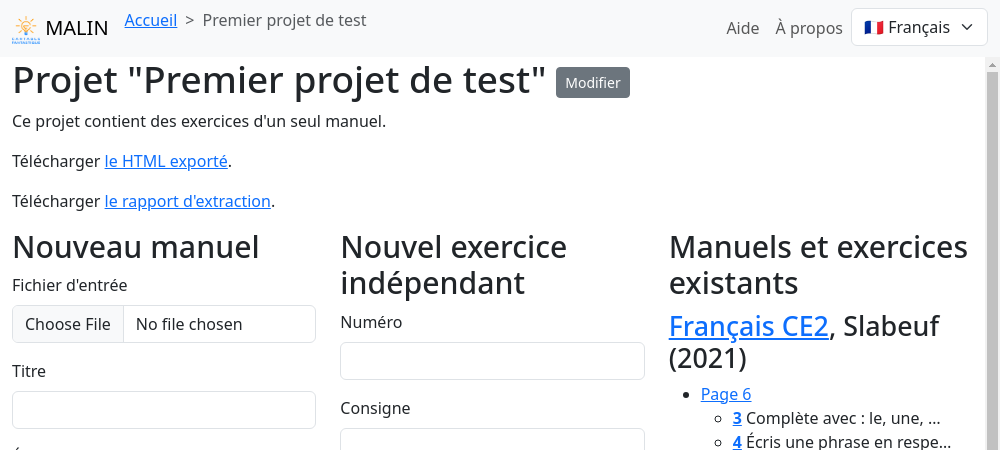 MALIN
Accueil > Premier projet de test
Aide
À propos
Français
Projet "Premier projet de test"
Modifier
Ce projet contient des exercices d'un seul manuel.
Télécharger le HTML exporté.
Télécharger le rapport d'extraction.
Nouveau manuel
Fichier d'entrée
Choose File
No file chosen
Titre
Nouvel exercice
indépendant
Numéro
Consigne
Manuels et exercices
existants
Français CE2, Slabeuf
(2021)
Page 6
3 Complète avec : le, une, ...
4 Écris une phrase en respe...